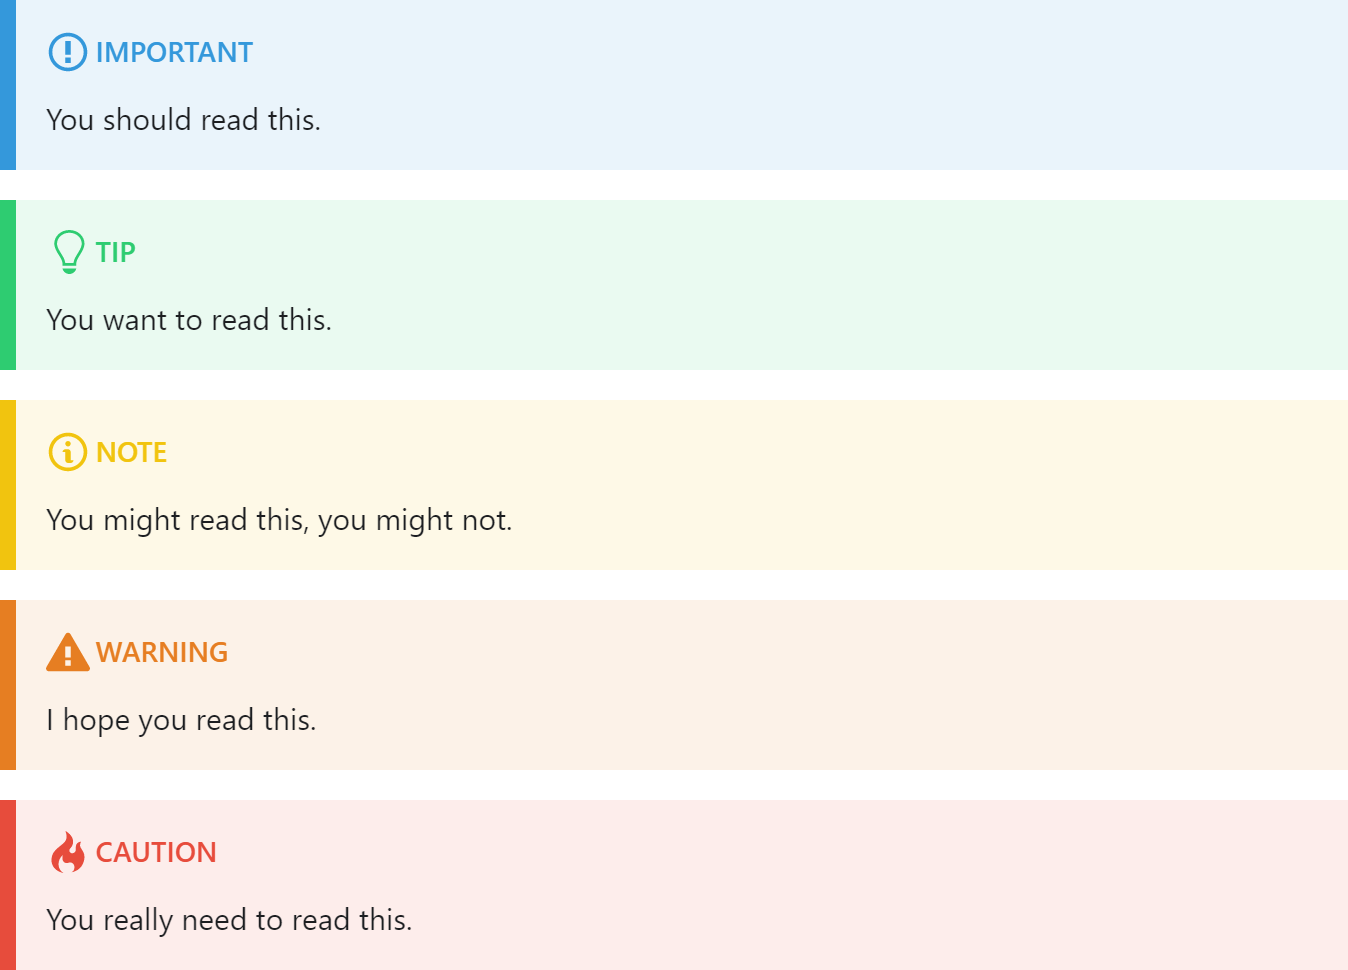 IMPORTANT
You should read this.
TIP
You want to read this.
NOTE
You might read this, you might not.
WARNING
I hope you read this.
CAUTION
You really need to read this.